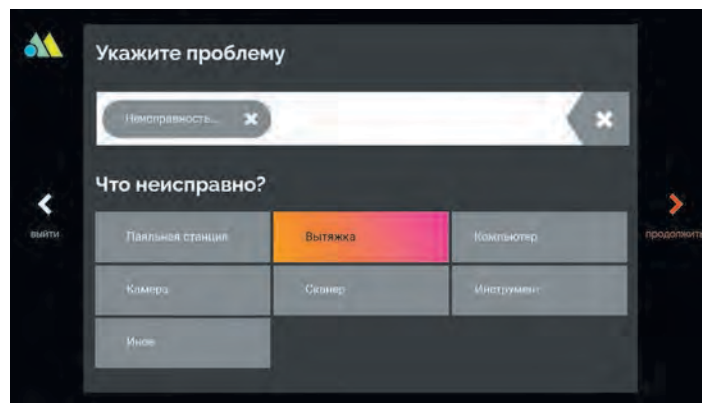 Укажите проблему
Неисправность...
Что неисправно?
выйти
Паяльная станция
Вытяжка
Компьютер
продолжить
Камера
Сканер
Инструмент
Иное